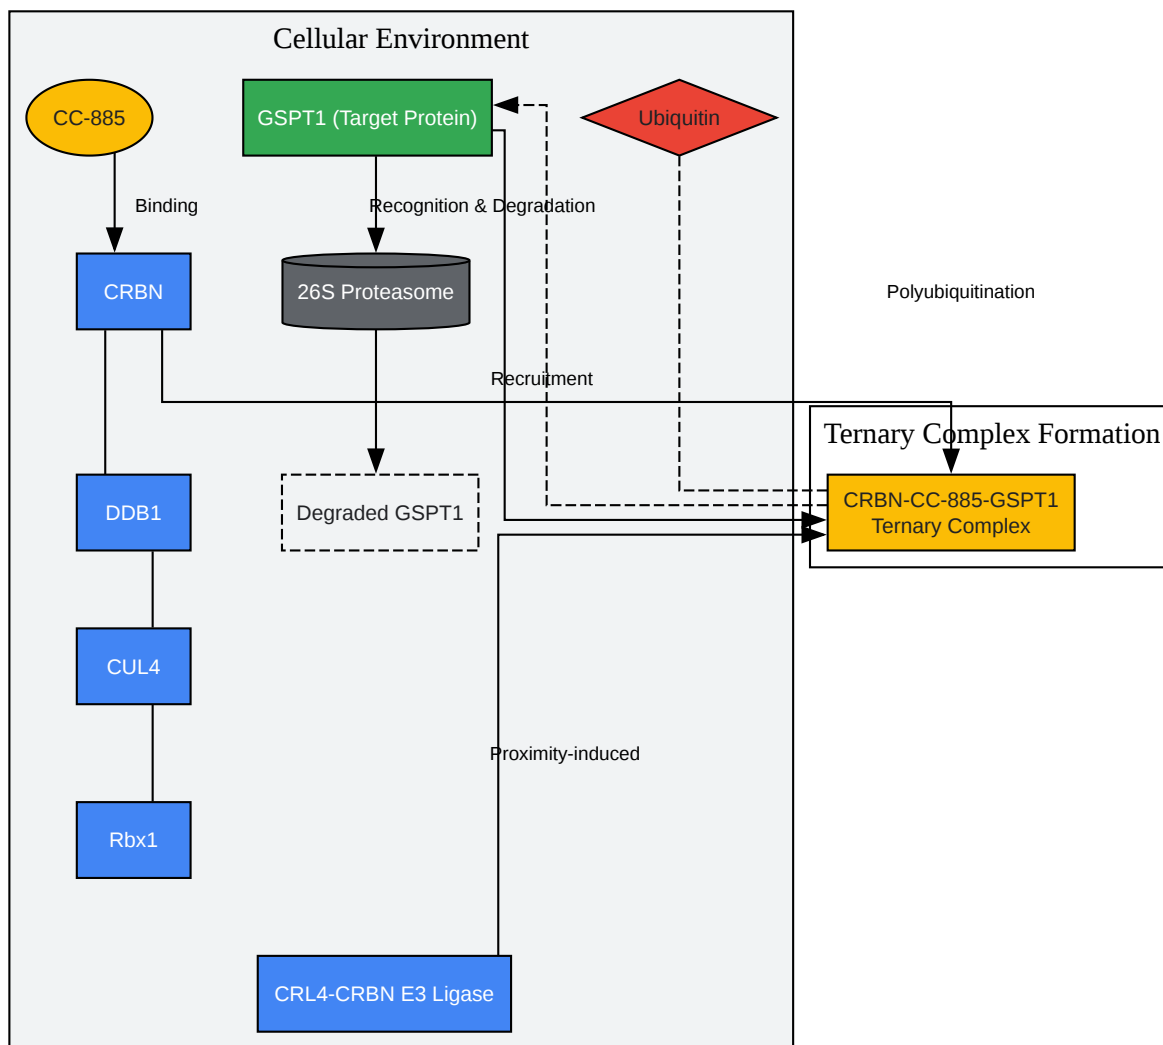 Cellular Environment
CC-885
GSPT1 (Target Protein)
Ubiquitin
Binding
Recognition & Degradation
CRBN
26S Proteasome
Polyubiquitination
Recruitment
Ternary Complex Formation
DDB1
Degraded GSPT1
CRBN-CC-885-GSPT1
Ternary Complex
CUL4
Proximity-induced
Rbx1
CRL4-CRBN E3 Ligase